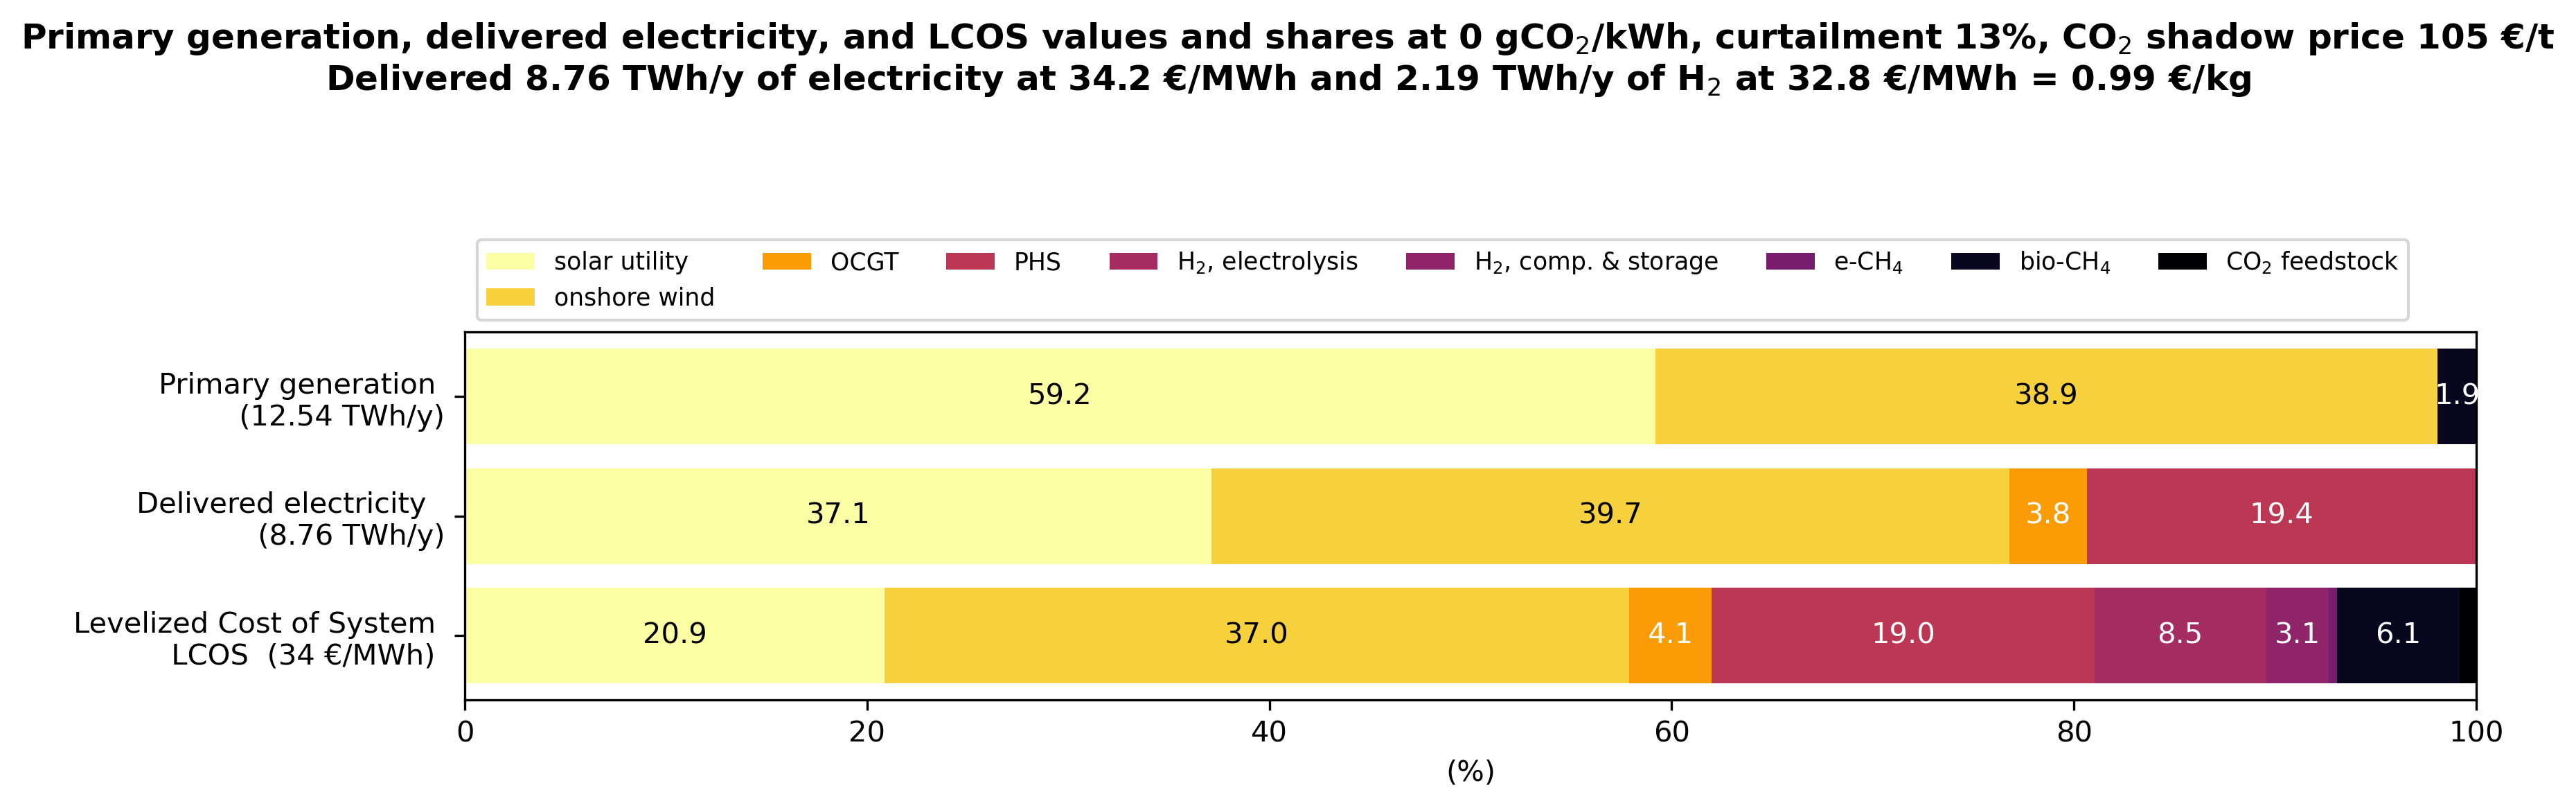 Primary generation, delivered electricity, and LCOS values and shares at 0 gCO₂/kWh, curtailment 13%, CO₂ shadow price 105 €/t
Delivered 8.76 TWh/y of electricity at 34.2 €/MWh and 2.19 TWh/y of H₂ at 32.8 €/MWh = 0.99 €/kg
solar utility OCGT PHS H₂, electrolysis H₂, comp. & storage e-CH₄ bio-CH₄ CO₂ feedstock
onshore wind
Primary generation
(12.54 TWh/y)
59.2 38.9 1.9
Delivered electricity
(8.76 TWh/y)
37.1 39.7 3.8 19.4
Levelized Cost of System
LCOS (34 €/MWh)
20.9 37.0 4.1 19.0 8.5 3.1 6.1
0 20 40 60 80 100
(%)